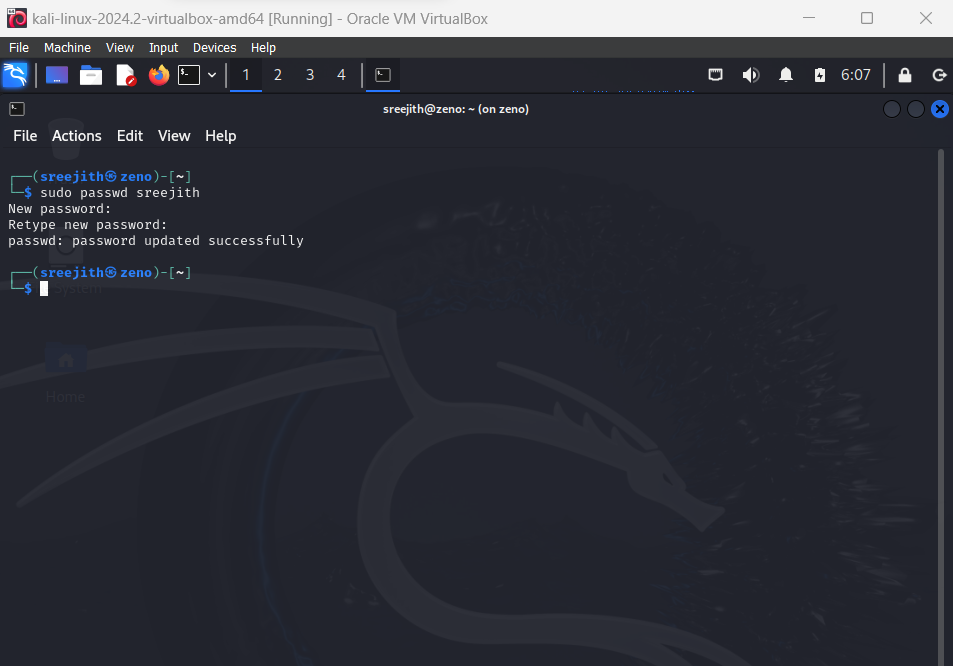 kali-linux-2024.2-virtualbox-amd64 [Running] - Oracle VM VirtualBox
File Machine View Input Devices Help
1 2 3 4 6:07
sreejith@zeno: ~ (on zeno)
File Actions Edit View Help
┌──(sreejith㉿zeno)-[~]
└─$ sudo passwd sreejith
New password:
Retype new password:
passwd: password updated successfully
┌──(sreejith㉿zeno)-[~]
└─$
System
Home